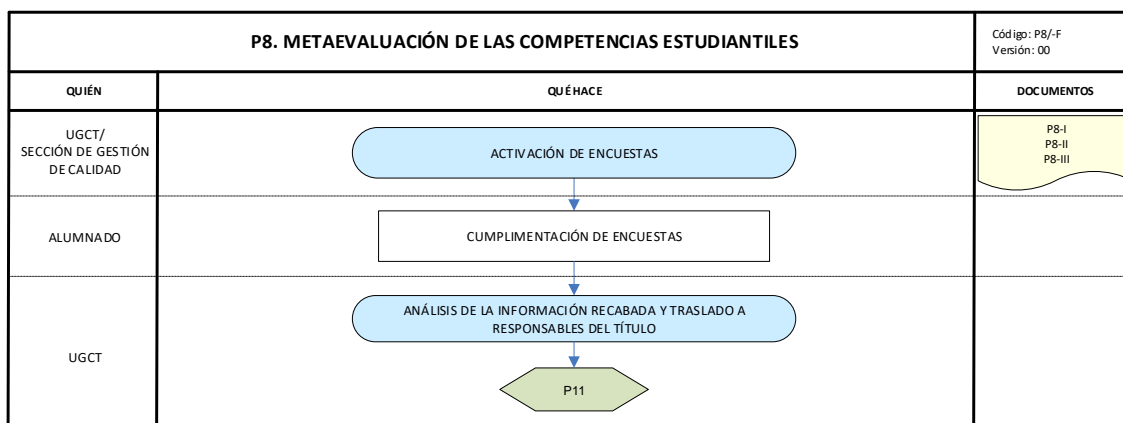 P8. METAEVALUACIÓN DE LAS COMPETENCIAS ESTUDIANTILES
Código: P8/-F
Versión: 00
QUIÉN
QUÉ HACE
DOCUMENTOS
UGCT/
SECCIÓN DE GESTIÓN
DE CALIDAD
ACTIVACIÓN DE ENCUESTAS
P8-I
P8-II
P8-III
ALUMNADO
CUMPLIMENTACIÓN DE ENCUESTAS
UGCT
ANÁLISIS DE LA INFORMACIÓN RECABADA Y TRASLADO A
RESPONSABLES DEL TÍTULO
P11